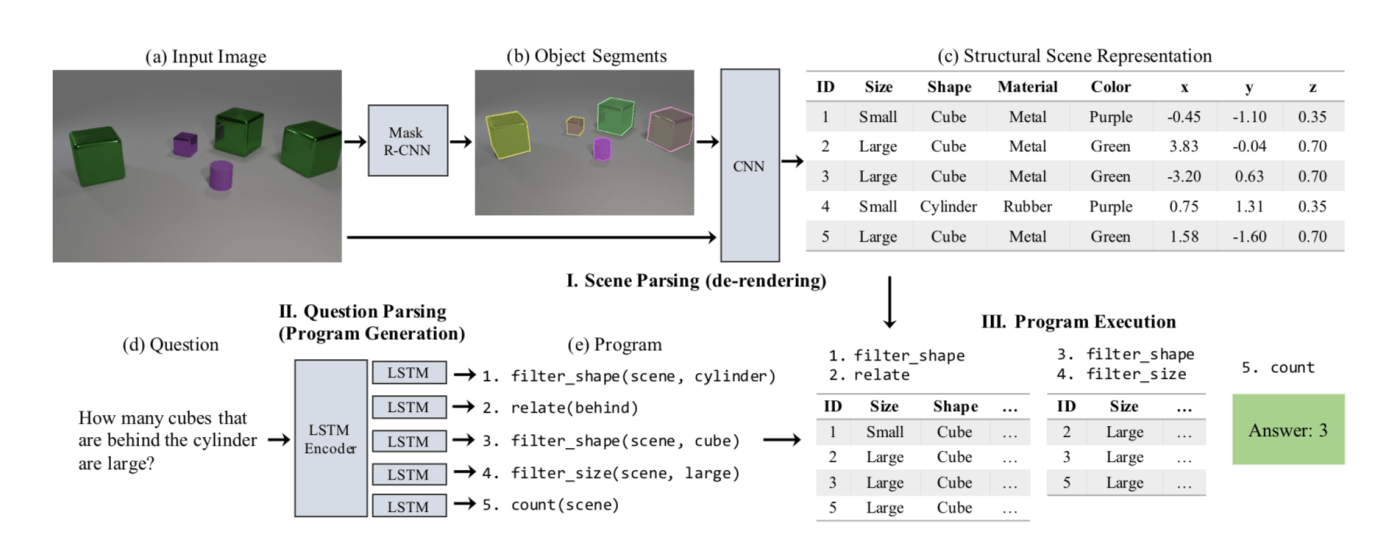 (a) Input Image
(b) Object Segments
(c) Structural Scene Representation
Mask
R-CNN
CNN
ID Size Shape Material Color x y z
1 Small Cube Metal Purple -0.45 -1.10 0.35
2 Large Cube Metal Green 3.83 -0.04 0.70
3 Large Cube Metal Green -3.20 0.63 0.70
4 Small Cylinder Rubber Purple 0.75 1.31 0.35
5 Large Cube Metal Green 1.58 -1.60 0.70
I. Scene Parsing (de-rendering)
II. Question Parsing
(Program Generation)
(d) Question
How many cubes that
are behind the cylinder
are large?
LSTM
Encoder
(e) Program
LSTM 1. filter_shape(scene, cylinder)
LSTM 2. relate(behind)
LSTM 3. filter_shape(scene, cube)
LSTM 4. filter_size(scene, large)
LSTM 5. count(scene)
III. Program Execution
1. filter_shape
2. relate
ID Size Shape ...
1 Small Cube ...
2 Large Cube ...
3 Large Cube ...
5 Large Cube ...
3. filter_shape
4. filter_size
ID Size ...
2 Large ...
3 Large ...
5 Large ...
5. count
Answer: 3